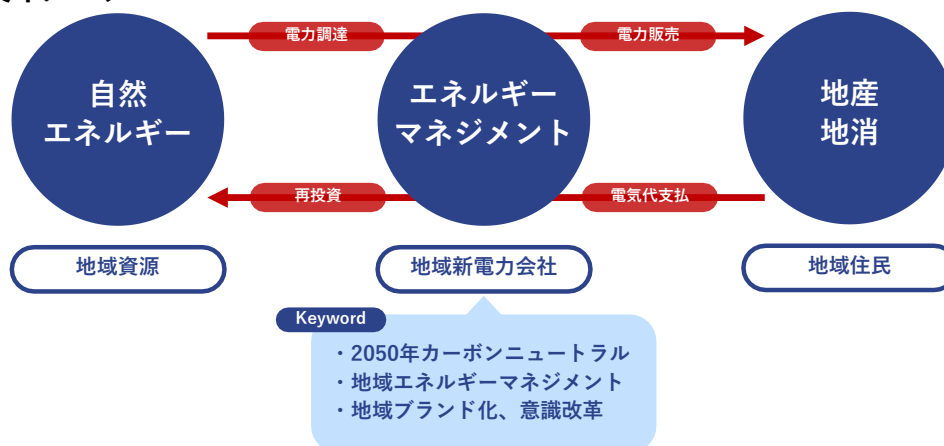 電力調達
電力販売
自然
エネルギー
エネルギー
マネジメント
地産
地消
再投資
電気代支払
地域資源
地域新電力会社
地域住民
Keyword
・2050年カーボンニュートラル
・地域エネルギーマネジメント
・地域ブランド化、意識改革